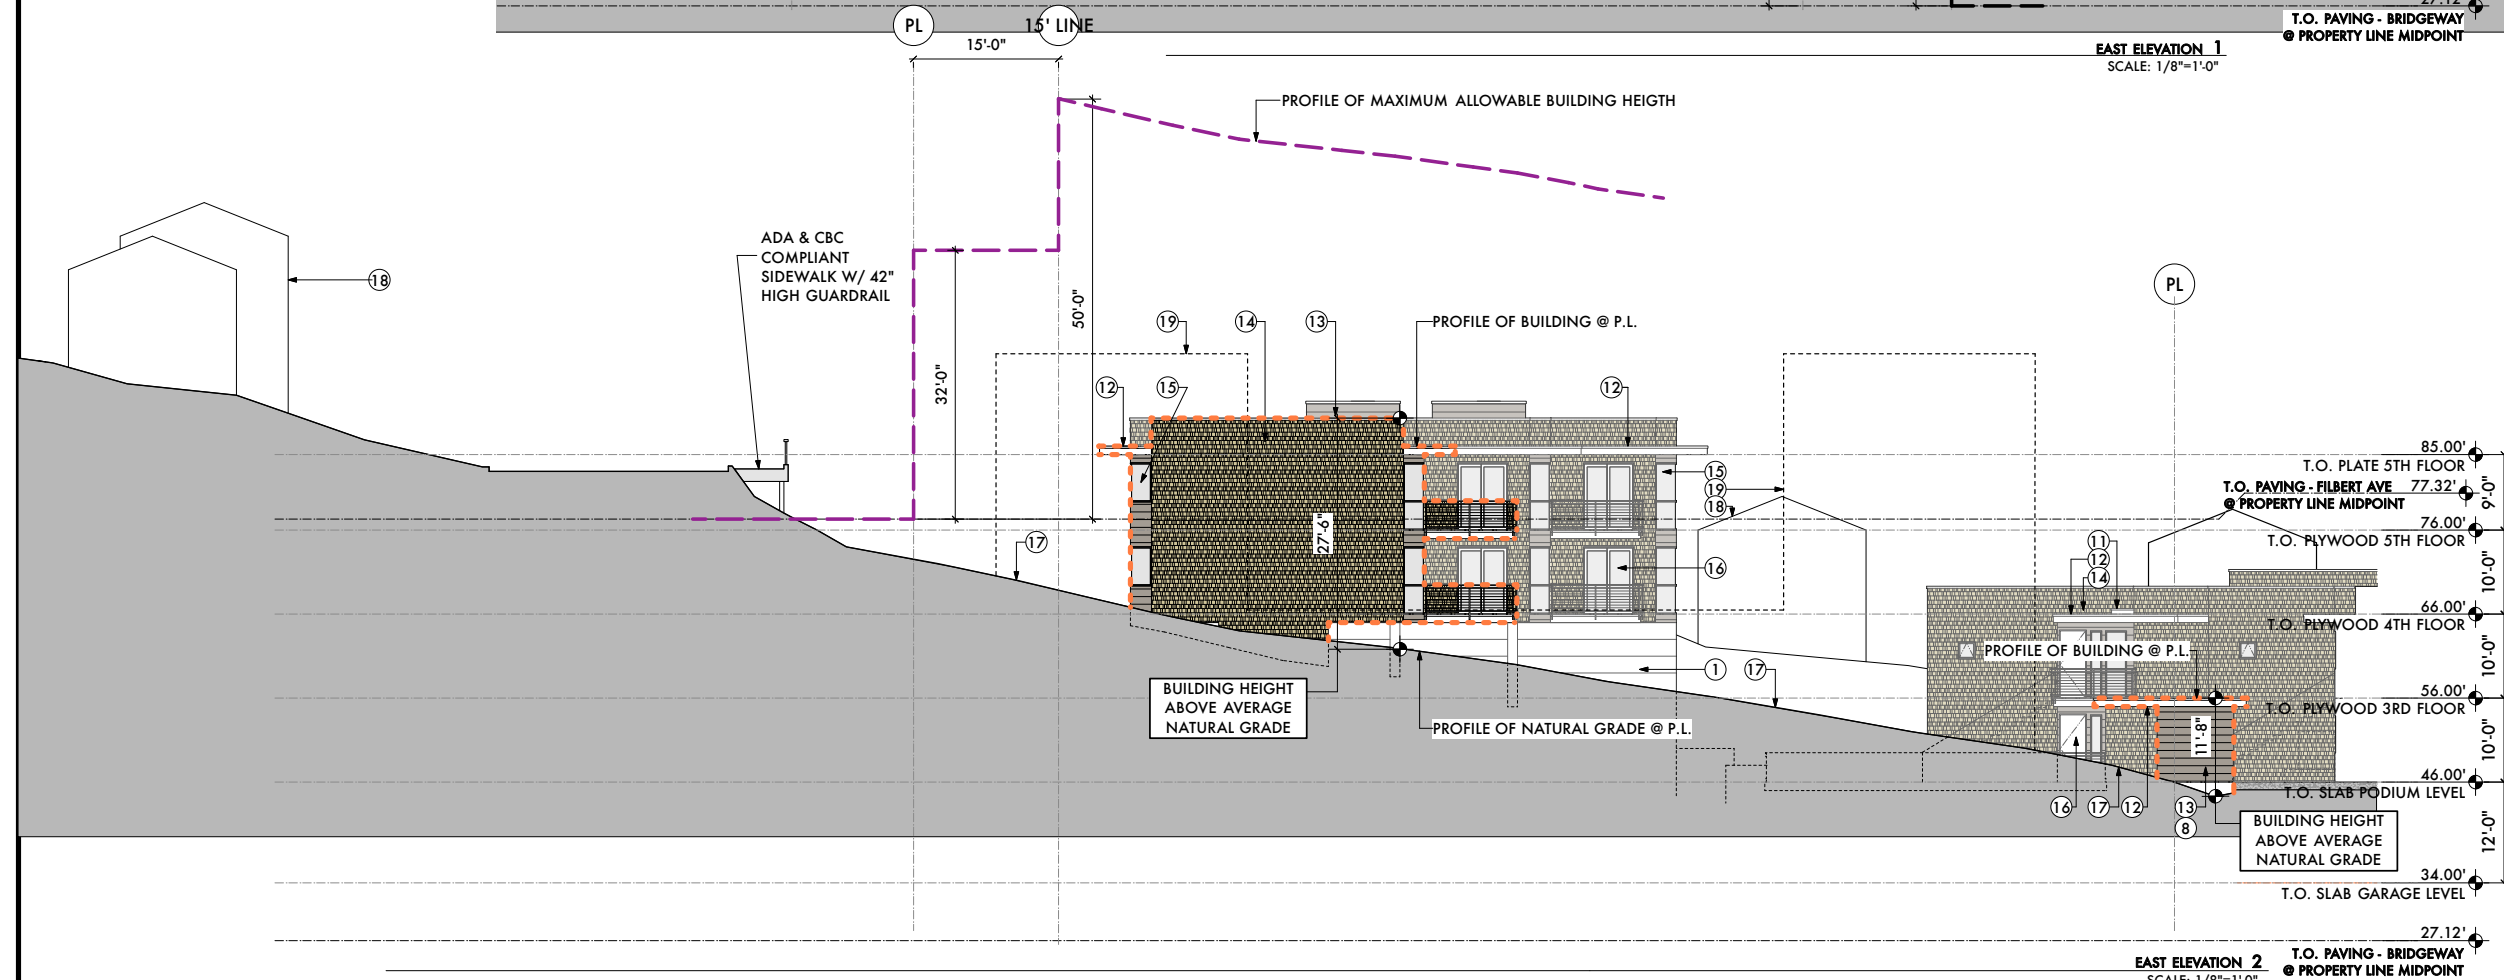 27.12'
T.O. PAVING - BRIDGEWAY
@ PROPERTY LINE MIDPOINT
PL
15' LINE
15'-0"
EAST ELEVATION 1
SCALE: 1/8"=1'-0"
PROFILE OF MAXIMUM ALLOWABLE BUILDING HEIGTH
ADA & CBC
COMPLIANT
SIDEWALK W/ 42"
HIGH GUARDRAIL
18
50'-0"
32'-0"
PL
19
14
13
PROFILE OF BUILDING @ P.L.
12
15
12
85.00'
T.O. PLATE 5TH FLOOR
15
19
18
T.O. PAVING - FILBERT AVE 77.32'
@ PROPERTY LINE MIDPOINT
9'-0"
27'-6"
17
76.00'
T.O. PLYWOOD 5TH FLOOR
11
12
14
16
10'-0"
66.00'
T.O. PLYWOOD 4TH FLOOR
PROFILE OF BUILDING @ P.L.
1
17
10'-0"
BUILDING HEIGHT
ABOVE AVERAGE
NATURAL GRADE
56.00'
T.O. PLYWOOD 3RD FLOOR
PROFILE OF NATURAL GRADE @ P.L.
11'-8"
10'-0"
46.00'
T.O. SLAB PODIUM LEVEL
16
17
12
13
8
BUILDING HEIGHT
ABOVE AVERAGE
NATURAL GRADE
12'-0"
34.00'
T.O. SLAB GARAGE LEVEL
27.12'
T.O. PAVING - BRIDGEWAY
@ PROPERTY LINE MIDPOINT
EAST ELEVATION 2
SCALE: 1/8"=1'-0"